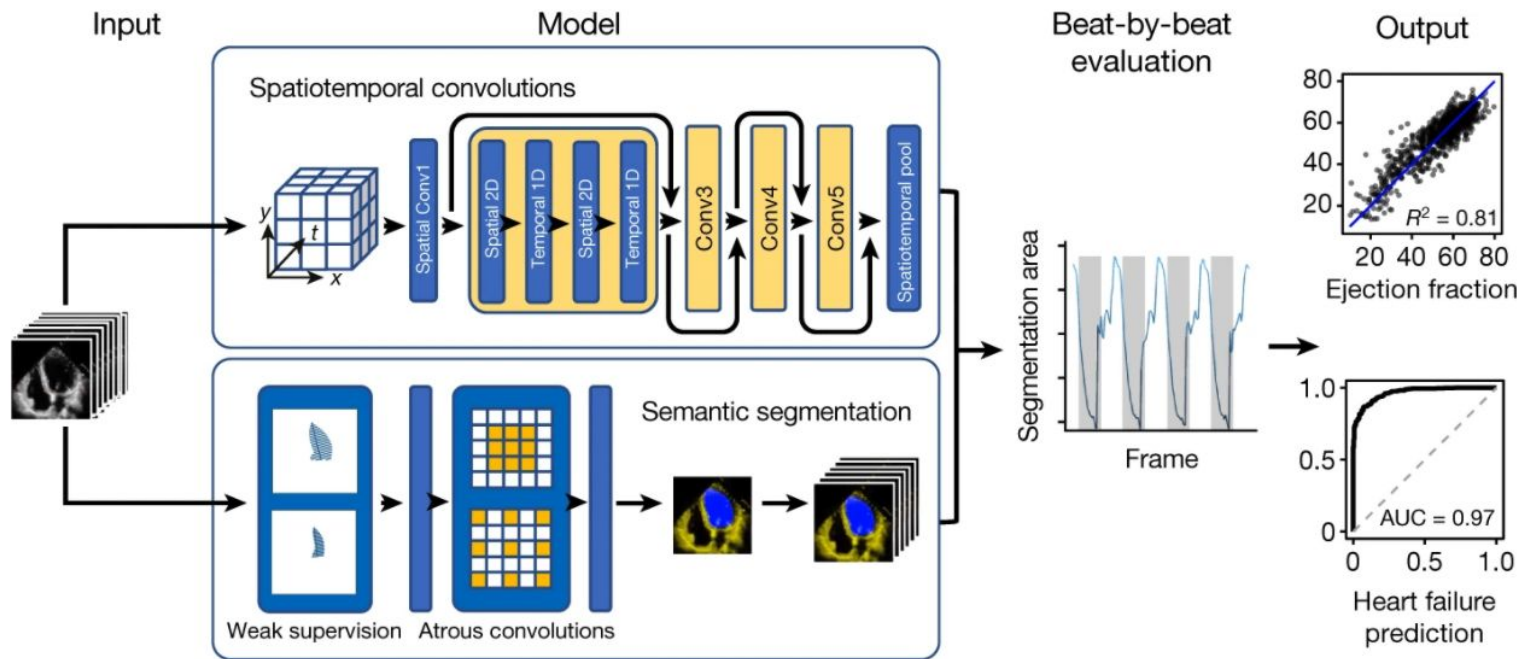 Input
Model
Beat-by-beat
evaluation
Output
Spatiotemporal convolutions
y
t
x
Spatial Conv1
Spatial 2D
Temporal 1D
Spatial 2D
Temporal 1D
Conv3
Conv4
Conv5
Spatiotemporal pool
Semantic segmentation
Weak supervision
Atrous convolutions
Segmentation area
Frame
80
60
40
20
R² = 0.81
20 40 60 80
Ejection fraction
1.0
0.5
0
AUC = 0.97
0 0.5 1.0
Heart failure
prediction